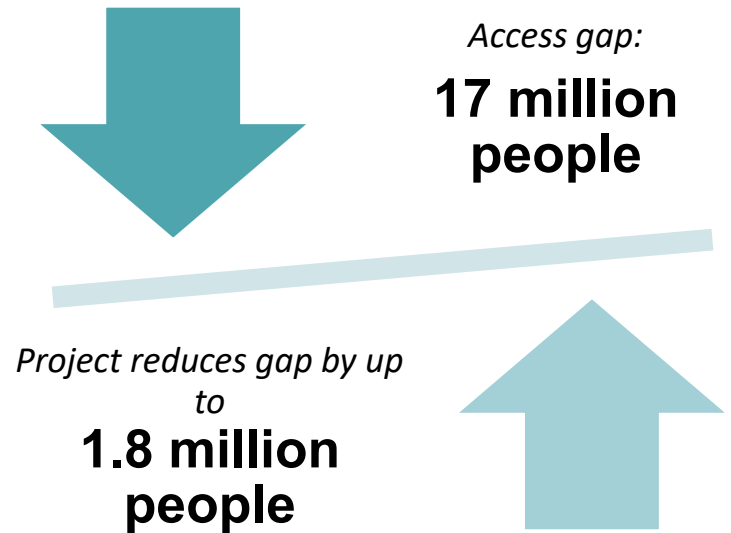 Access gap:
17 million
people
Project reduces gap by up
to
1.8 million
people